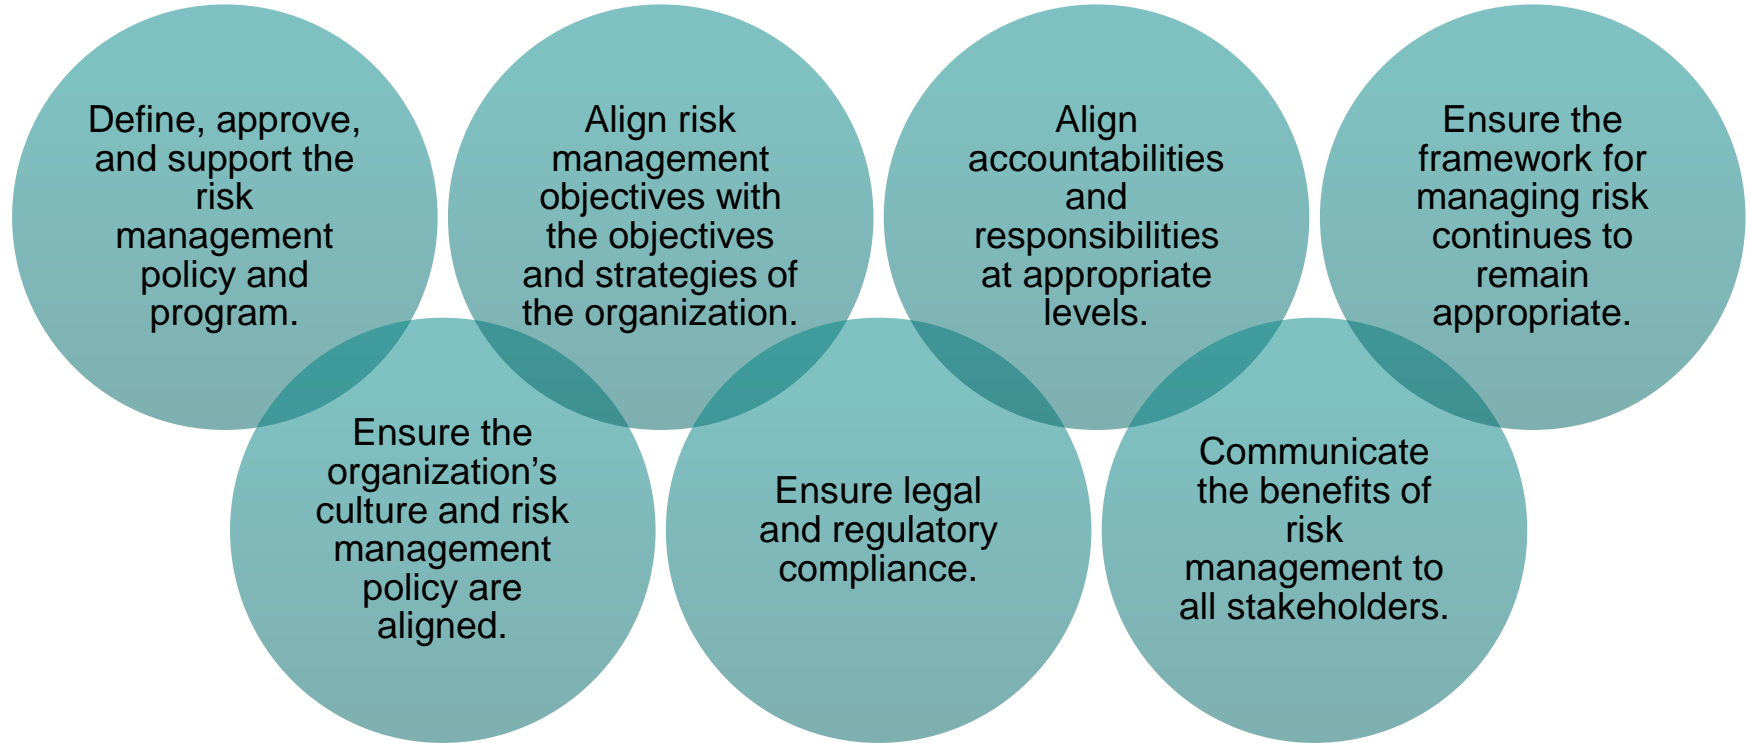 Define, approve,
and support the
risk
management
policy and
program.
Ensure the
organization’s
culture and risk
management
policy are
aligned.
Align risk
management
objectives with
the objectives
and strategies of
the organization.
Ensure legal
and regulatory
compliance.
Align
accountabilities
and
responsibilities
at appropriate
levels.
Communicate
the benefits of
risk
management to
all stakeholders.
Ensure the
framework for
managing risk
continues to
remain
appropriate.